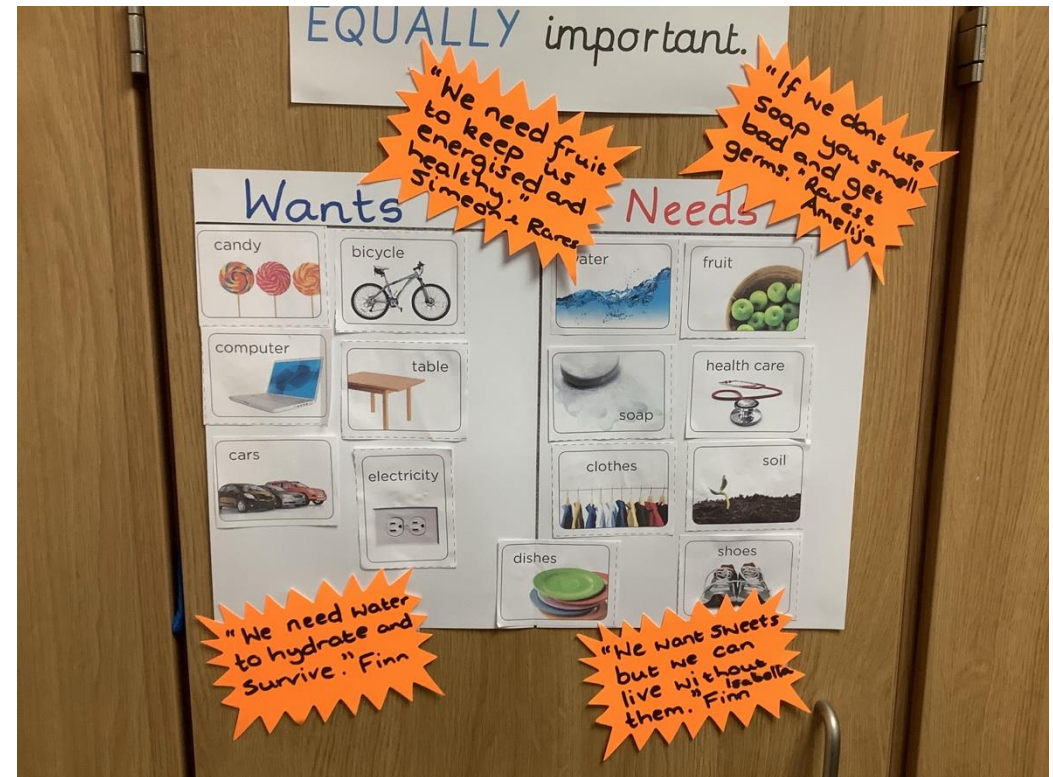 EQUALLY important.
"We need fruit
to keep us
energised and
healthy." and
Simeon & Rares
"If we dont use
Soap you smell
bad and get
germs." Rares &
Amelija
Wants
Needs
candy
bicycle
computer
table
cars
electricity
water
fruit
soap
health care
clothes
soil
dishes
shoes
"We need water
to hydrate and
Survive." Finn
"We want Sweets
but we can
live without
them." Isabella
Finn